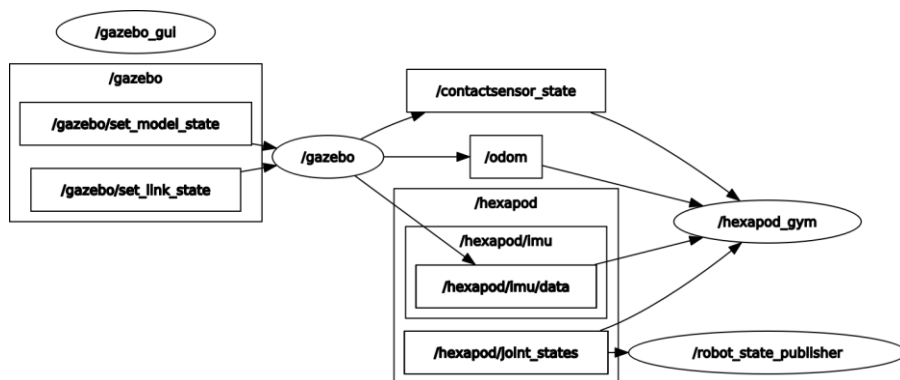 /gazebo_gui
/gazebo
/gazebo/set_model_state
/gazebo/set_link_state
/gazebo
/contactsensor_state
/odom
/hexapod
/hexapod/imu
/hexapod/imu/data
/hexapod/joint_states
/hexapod_gym
/robot_state_publisher